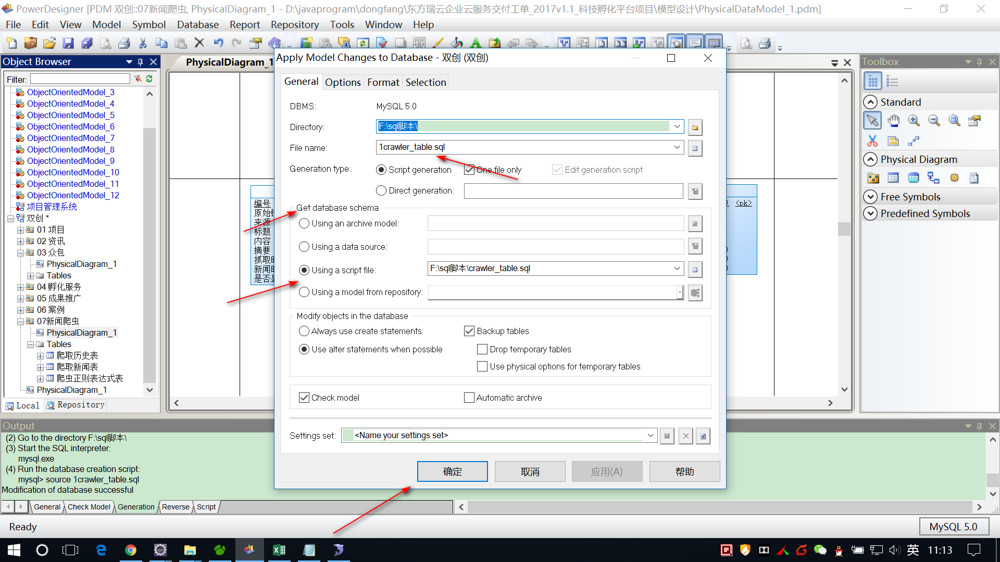 PowerDesigner [PDM 双创::07新闻爬虫, PhysicalDiagram_1 - D:\javaprogram\dongfang\东方瑞云企业云服务交付工单_2017v1.1_科技孵化平台项目\模型设计\PhysicalDataModel_1.pdm]
File Edit View Model Symbol Database Report Repository Tools Window Help
Object Browser
Filter:
ObjectOrientedModel_3
ObjectOrientedModel_4
ObjectOrientedModel_5
ObjectOrientedModel_6
ObjectOrientedModel_7
ObjectOrientedModel_8
ObjectOrientedModel_9
ObjectOrientedModel_10
ObjectOrientedModel_11
ObjectOrientedModel_12
项目管理系统
双创 *
01 项目
02 资讯
03 众包
PhysicalDiagram_1
Tables
04 孵化服务
05 成果推广
06 案例
07新闻爬虫
PhysicalDiagram_1
Tables
爬取历史表
爬取新闻表
爬虫正则表达式表
PhysicalDiagram_1
Local Repository
PhysicalDiagram_1
编号
原始
来源
标题
内容
摘要
抓取
新闻
是否
<pk>
Apply Model Changes to Database - 双创 (双创)
General Options Format Selection
DBMS: MySQL 5.0
Directory: F:\sql脚本\
File name: 1crawler_table.sql
Generation type: Script generation One file only Edit generation script
Direct generation:
Get database schema
Using an archive model:
Using a data source:
Using a script file: F:\sql脚本\crawler_table.sql
Using a model from repository:
Modify objects in the database
Always use create statements Backup tables
Use alter statements when possible Drop temporary tables
Use physical options for temporary tables
Check model Automatic archive
Settings set: <Name your settings set>
确定 取消 应用(A) 帮助
Toolbox
Standard
Physical Diagram
Free Symbols
Predefined Symbols
Output
(2) Go to the directory F:\sql脚本\
(3) Start the SQL interpreter:
mysql.exe
(4) Run the database creation script:
mysql> source 1crawler_table.sql
Modification of database successful
General Check Model Generation Reverse Script
Ready MySQL 5.0
英 11:13